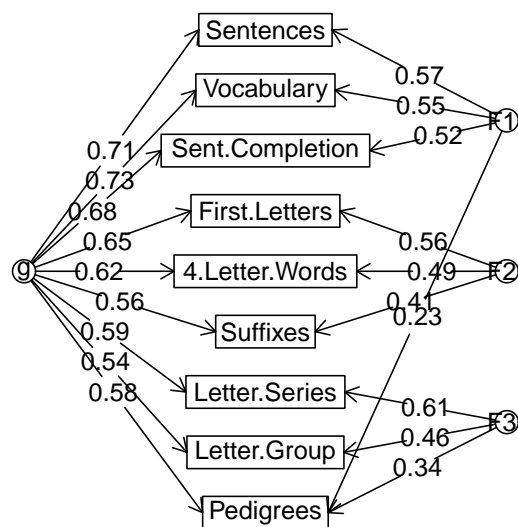 Sentences
0.57
Vocabulary
0.55
F1
0.52
0.71
Sent.Completion
0.73
0.68
First.Letters
0.65
0.56
g
0.62
4.Letter.Words
0.49
F2
0.56
0.41
0.23
Suffixes
0.59
0.54
Letter.Series
0.61
0.58
F3
0.46
Letter.Group
0.34
Pedigrees